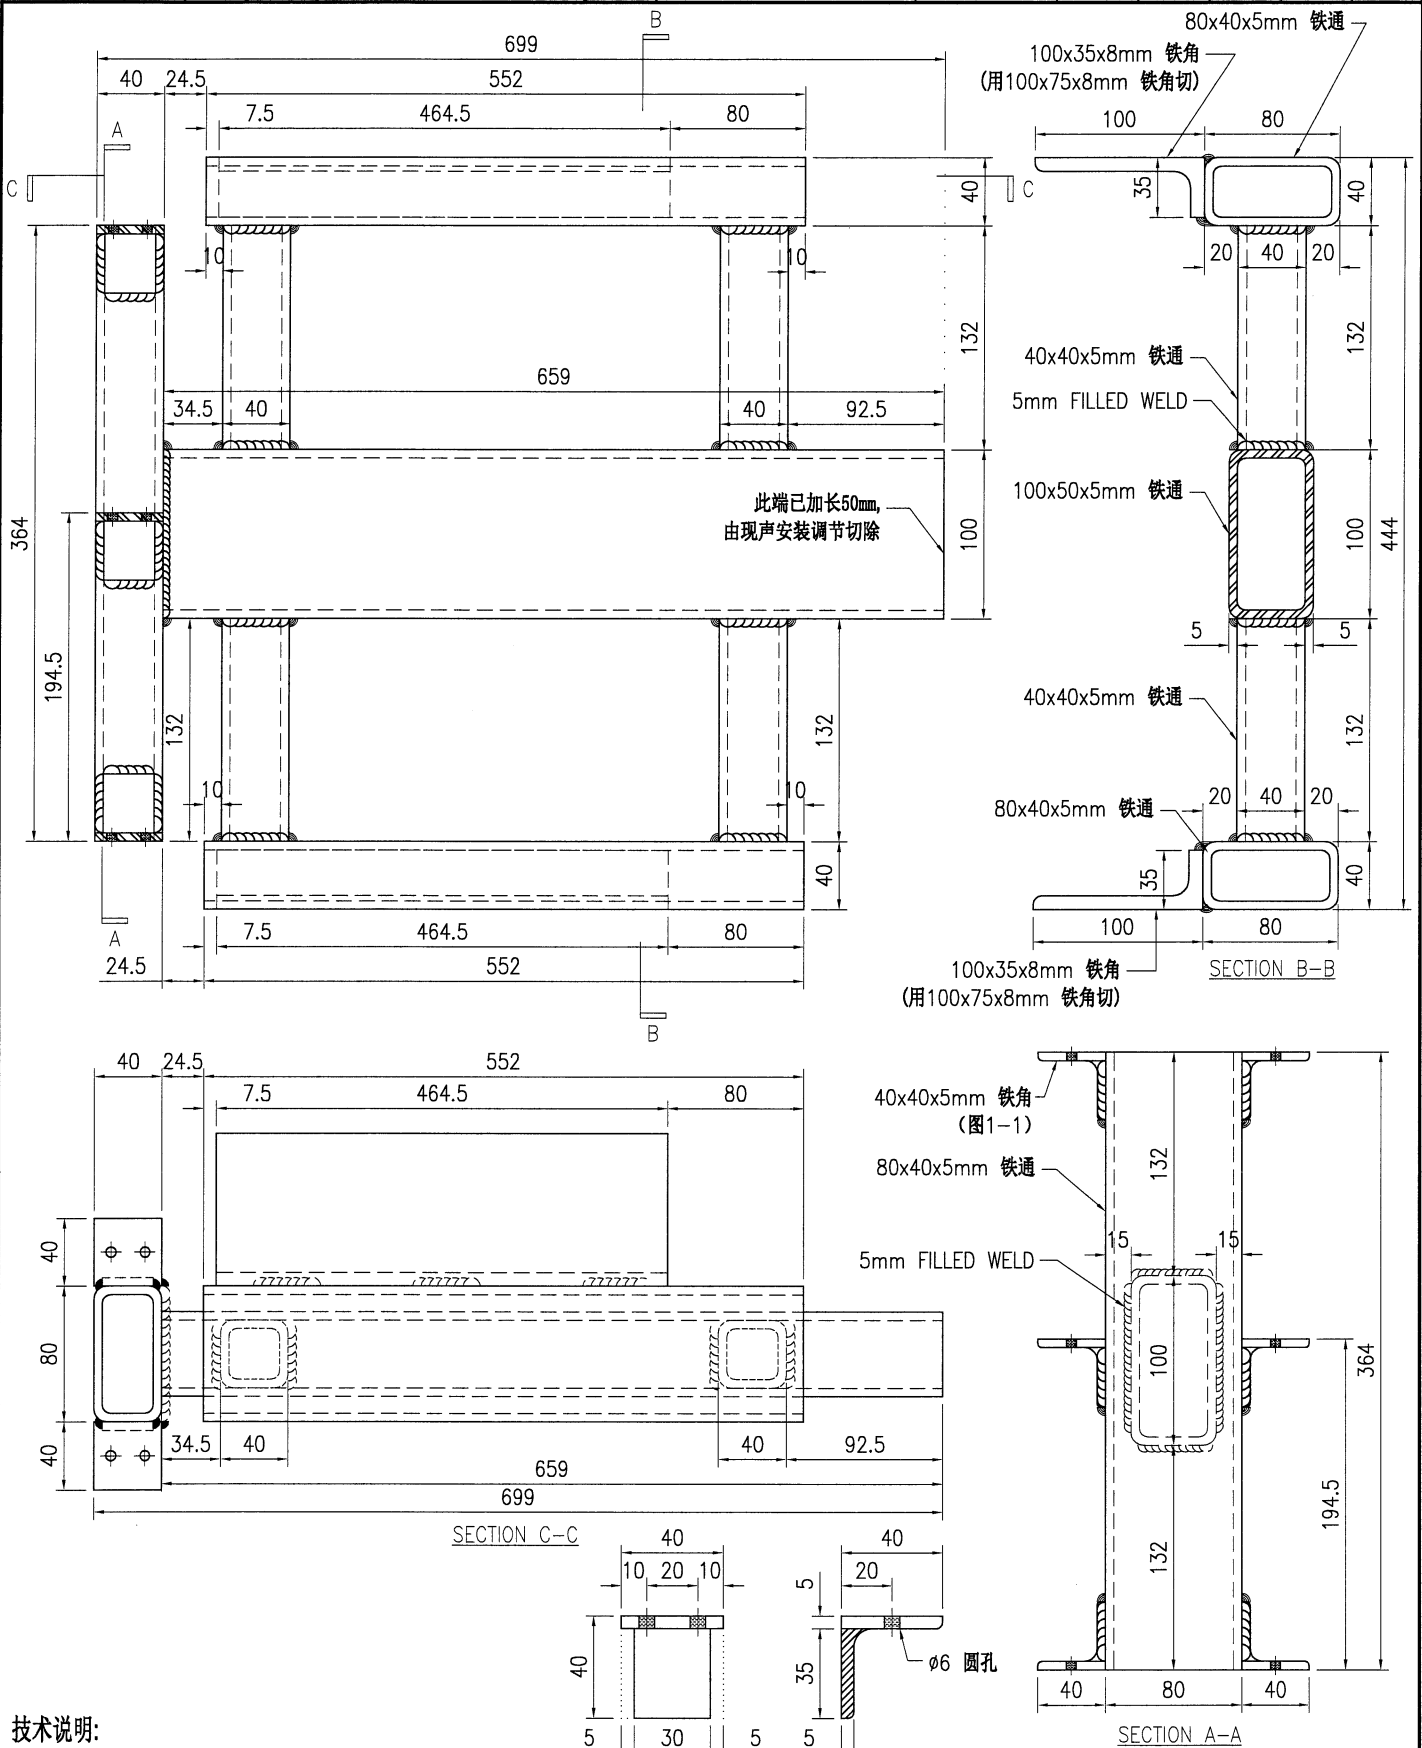 B
699
40 24.5 552
7.5 464.5 80
A
C
C
40
10
10
132
659
34.5 40
40 92.5
此端已加长50mm,
由现声安装调节切除
100
364
194.5
132
132
10
10
40
7.5 464.5 80
A
24.5 552
B
80x40x5mm 铁通
100x35x8mm 铁角
(用100x75x8mm 铁角切)
100 80
35
40
20 40 20
40x40x5mm 铁通
132
5mm FILLED WELD
100x50x5mm 铁通
100
444
5
5
40x40x5mm 铁通
132
80x40x5mm 铁通
20 40 20
35
40
100 80
100x35x8mm 铁角
(用100x75x8mm 铁角切)
SECTION B-B
40 24.5 552
7.5 464.5 80
40
80
40
34.5 40
40 92.5
659
699
SECTION C-C
40x40x5mm 铁角
(图1-1)
80x40x5mm 铁通
132
15
15
5mm FILLED WELD
100
364
194.5
132
40 80 40
SECTION A-A
40
10 20 10
40
5 30 5
40
20
5
35
ø6 圆孔
5
技术说明: